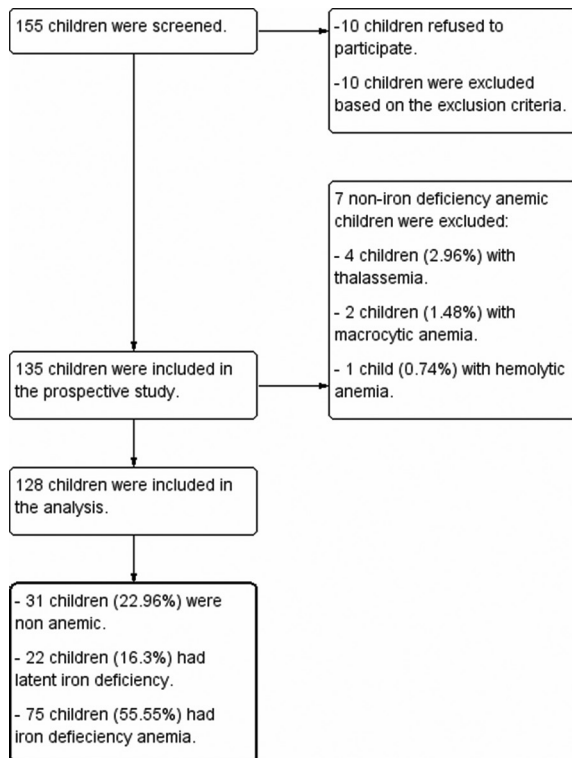 155 children were screened.
-10 children refused to
participate.
-10 children were excluded
based on the exclusion criteria.
7 non-iron deficiency anemic
children were excluded:
- 4 children (2.96%) with
thalassemia.
- 2 children (1.48%) with
macrocytic anemia.
- 1 child (0.74%) with hemolytic
anemia.
135 children were included in
the prospective study.
128 children were included in
the analysis.
- 31 children (22.96%) were
non anemic.
- 22 children (16.3%) had
latent iron deficiency.
- 75 children (55.55%) had
iron defieciency anemia.